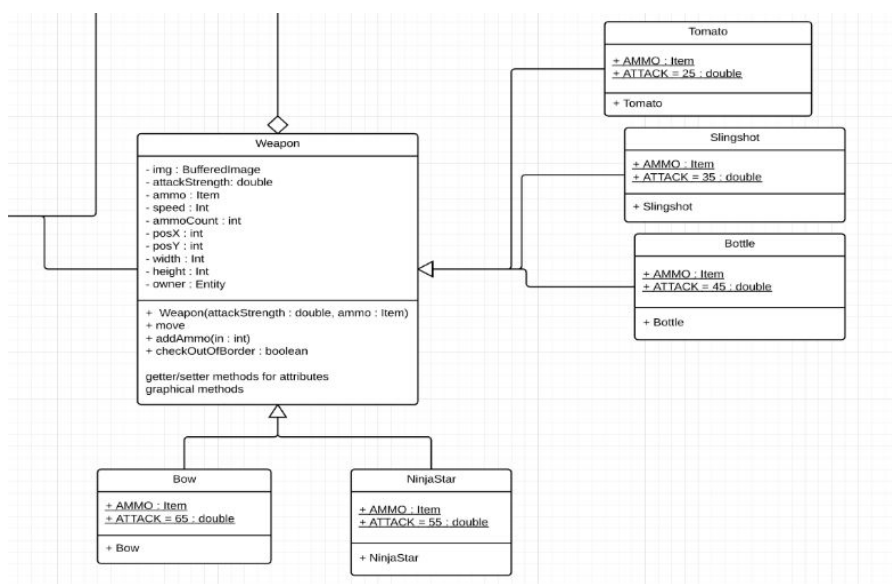 Tomato
+ AMMO : Item
+ ATTACK = 25 : double
+ Tomato
Slingshot
+ AMMO : Item
+ ATTACK = 35 : double
+ Slingshot
Bottle
+ AMMO : Item
+ ATTACK = 45 : double
+ Bottle
Weapon
- img : BufferedImage
- attackStrength: double
- ammo : Item
- speed : Int
- ammoCount : int
- posX : int
- posY : int
- width : Int
- height : Int
- owner : Entity
+ Weapon(attackStrength : double, ammo : Item)
+ move
+ addAmmo(in : int)
+ checkOutOfBorder : boolean
getter/setter methods for attributes
graphical methods
Bow
+ AMMO : Item
+ ATTACK = 65 : double
+ Bow
NinjaStar
+ AMMO : Item
+ ATTACK = 55 : double
+ NinjaStar